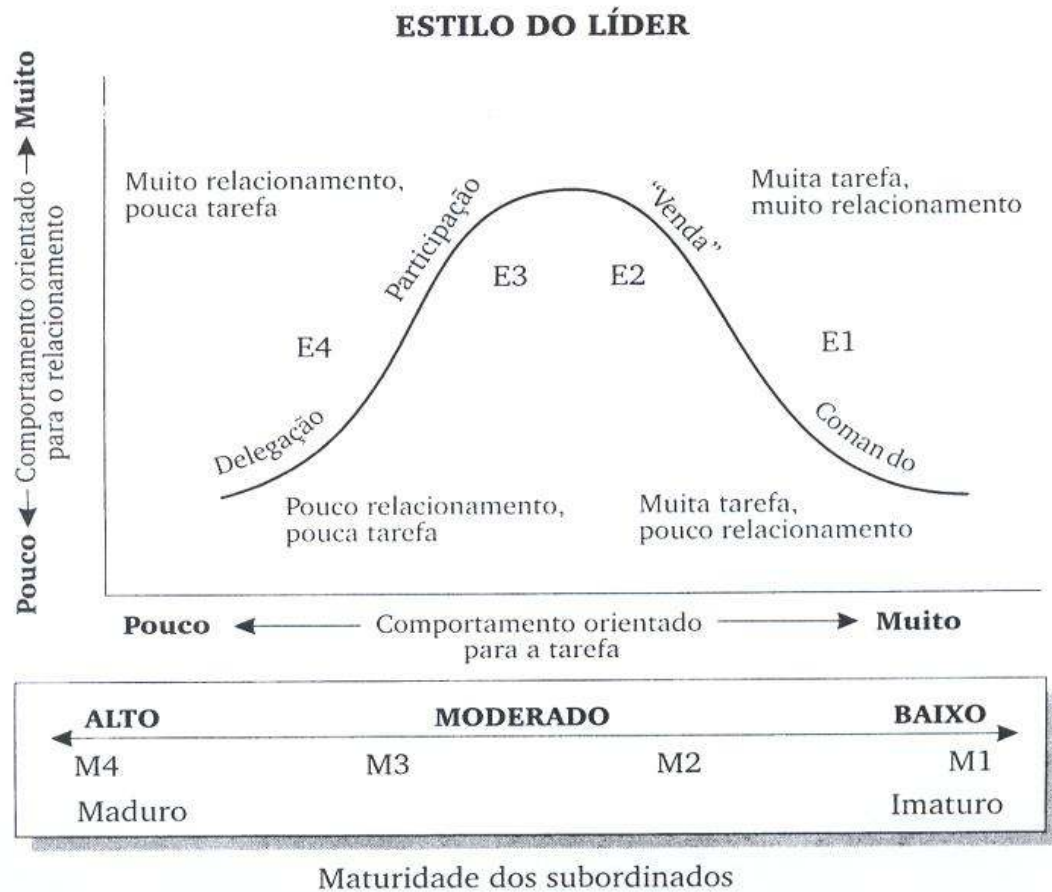 ESTILO DO LÍDER
Pouco ← Comportamento orientado → Muito
para o relacionamento
Muito relacionamento,
pouca tarefa
Participação
"Venda"
Muita tarefa,
muito relacionamento
E3
E2
E4
E1
Delegação
Comando
Pouco relacionamento,
pouca tarefa
Muita tarefa,
pouco relacionamento
Pouco ← Comportamento orientado → Muito
para a tarefa
ALTO MODERADO BAIXO
M4 M3 M2 M1
Maduro Imaturo
Maturidade dos subordinados